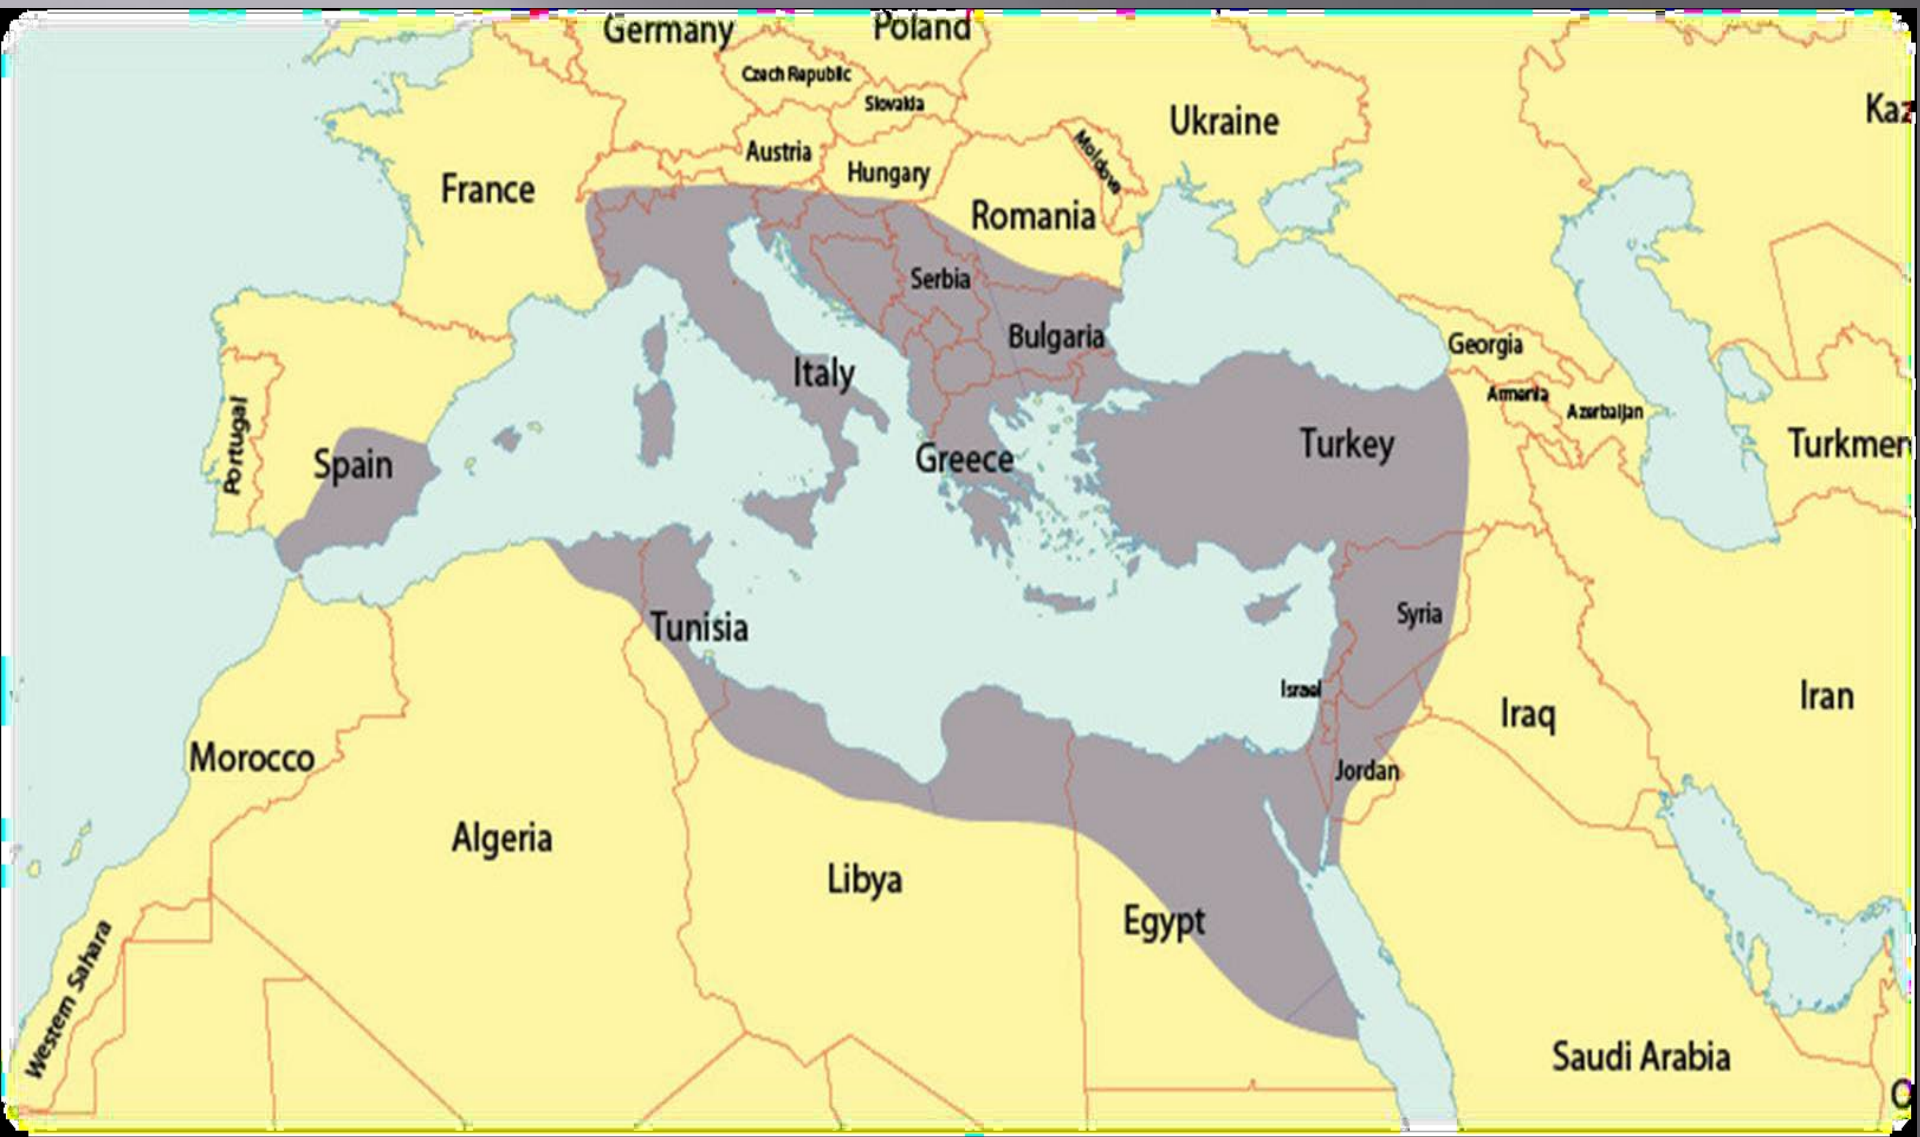 Germany
Poland
Czech Republic
Slovakia
Ukraine
Kaz
Austria
Moldova
Hungary
France
Romania
Serbia
Bulgaria
Georgia
Italy
Armenia
Azerbaijan
Portugal
Spain
Greece
Turkey
Turkmen
Tunisia
Syria
Israel
Iran
Iraq
Morocco
Jordan
Algeria
Libya
Egypt
Western Sahara
Saudi Arabia